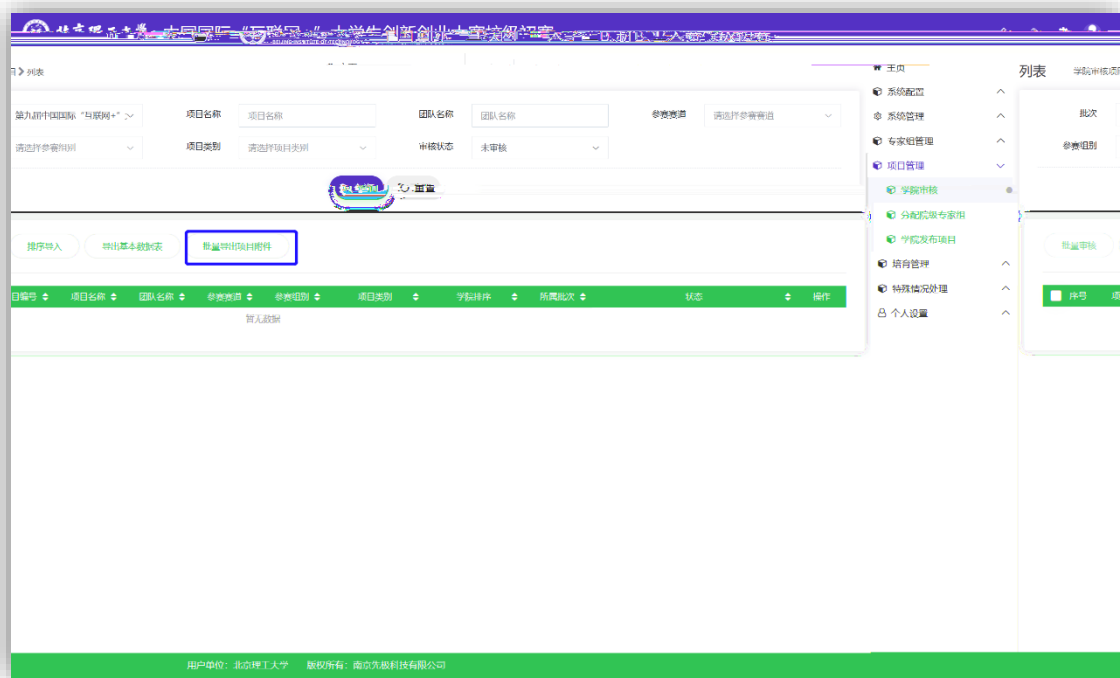 列表
第九届中国国际“互联网+” 项目名称 项目名称 团队名称 团队名称 参赛赛道 请选择参赛赛道
请选择参赛组别 项目类别 请选择项目类别 审核状态 未审核
重置
排序导入 导出基本数据表 批量导出项目附件
目编号 项目名称 团队名称 参赛赛道 参赛组别 项目类别 学院排序 所属批次 状态 操作
暂无数据
主页
系统配置
系统管理
专家组管理
项目管理
学院审核
分配院级专家组
学院发布项目
培育管理
特殊情况处理
个人设置
列表 学院审核项目
批次
参赛组别
批量审核
序号 项
用户单位：北京理工大学 版权所有：南京先极科技有限公司